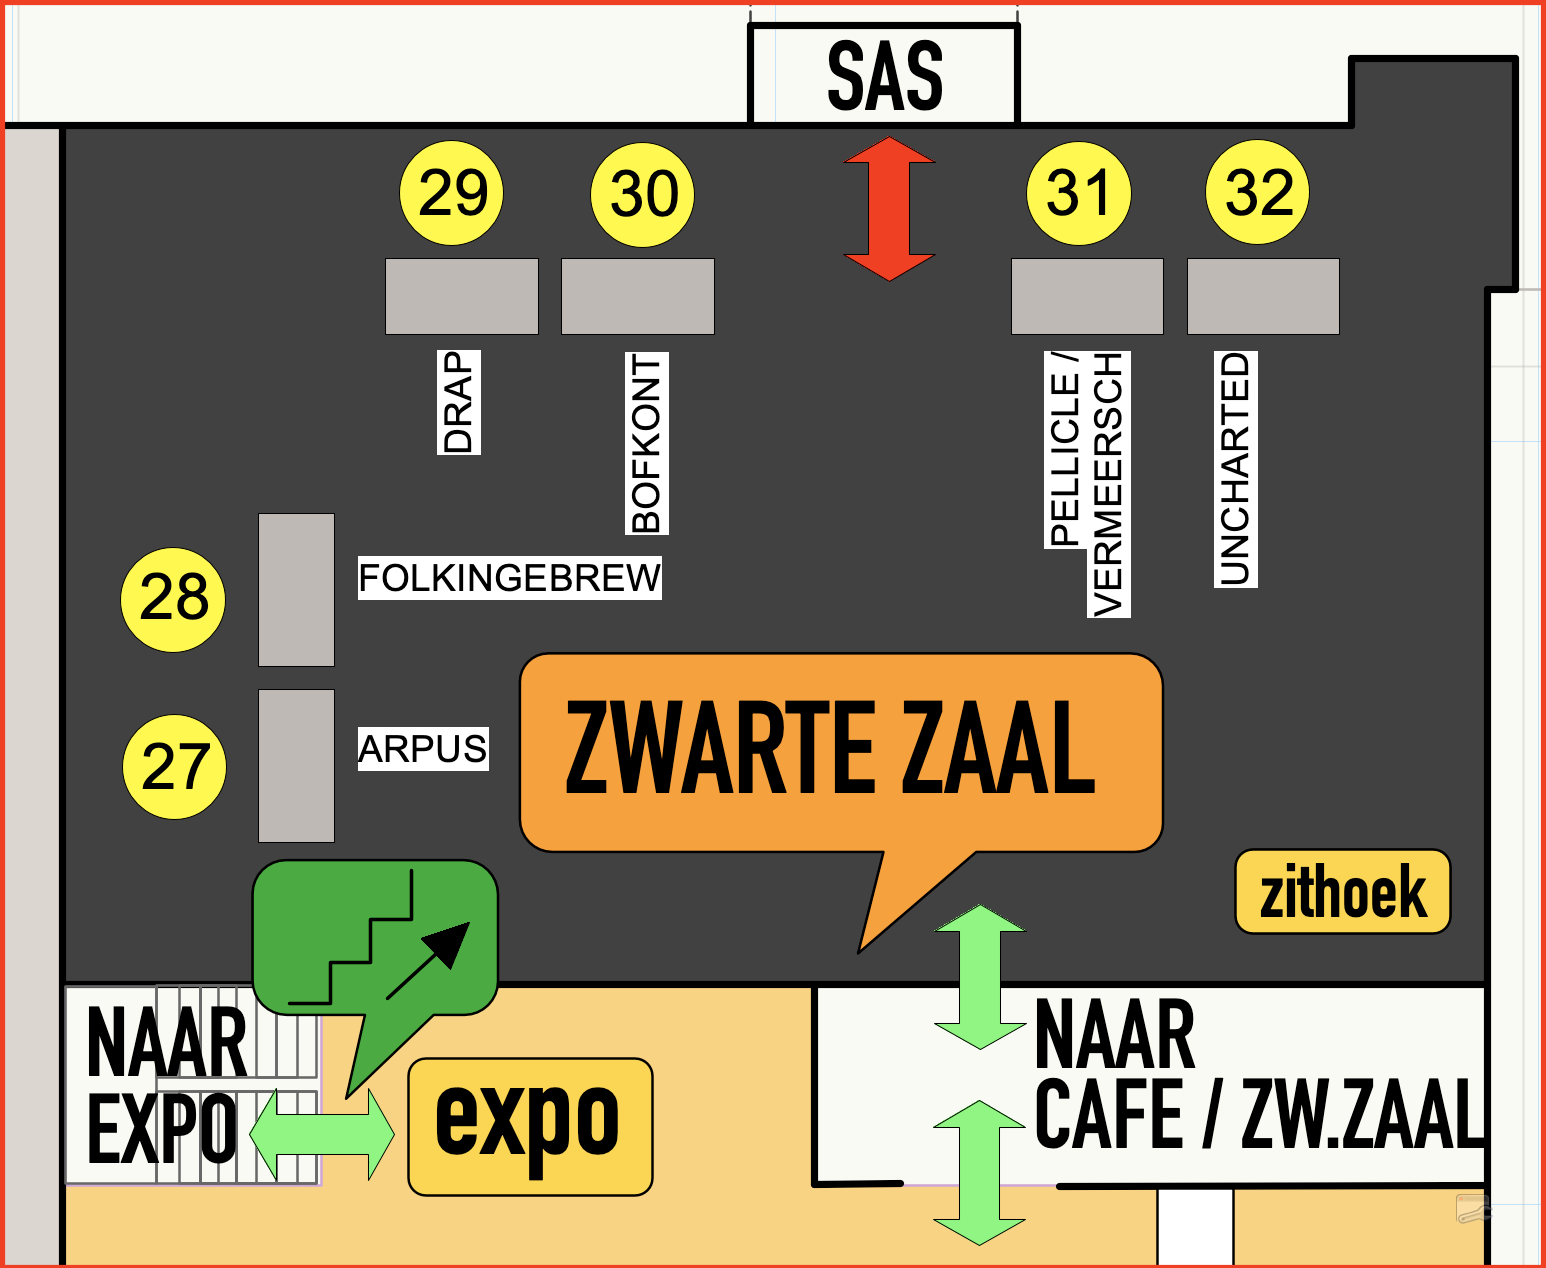 SAS
29
30
31
32
DRAP
BOFKONT
PELLICLE /
VERMEERSCH
UNCHARTED
28
FOLKINGEBREW
27
ARPUS
ZWARTE ZAAL
zithoek
NAAR
EXPO
expo
NAAR
CAFE / ZW.ZAAL